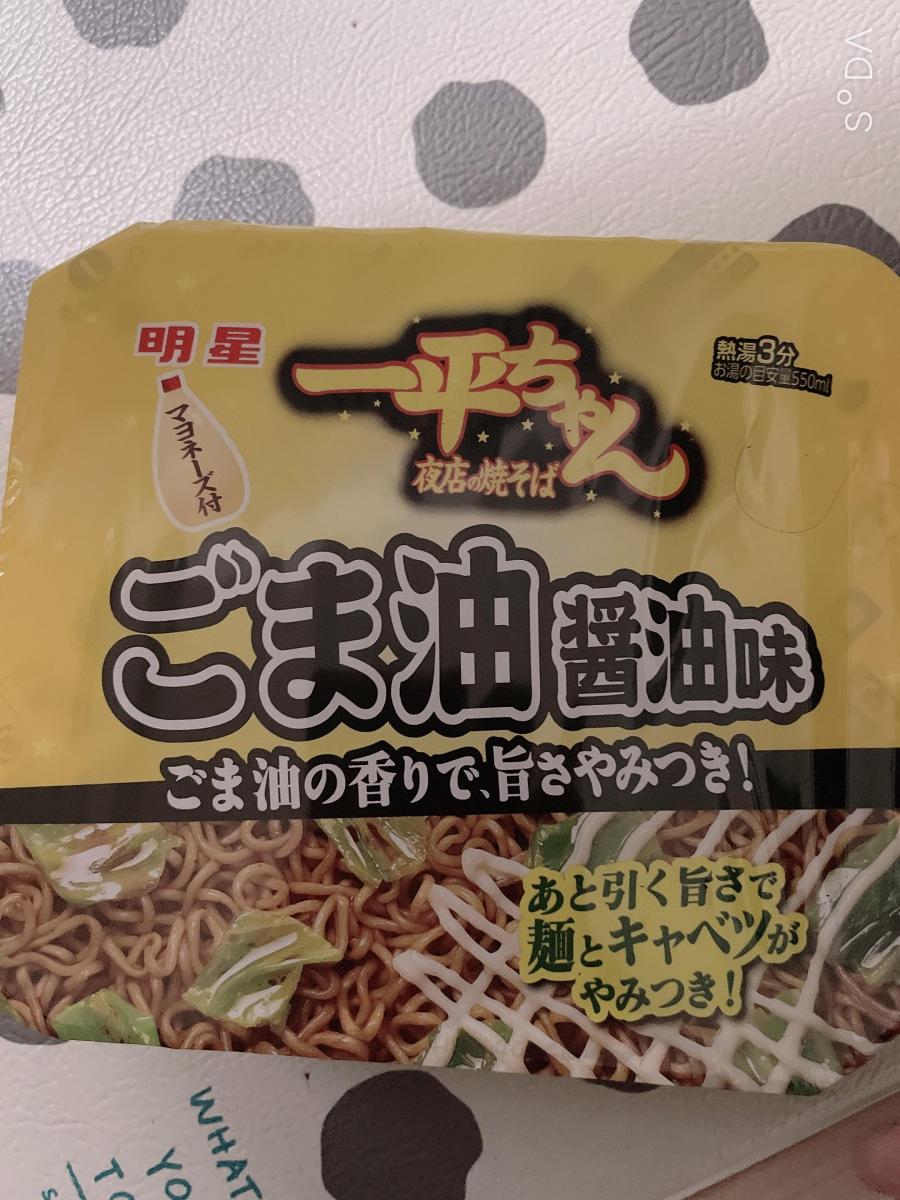 SODA
明星
マヨネーズ付
一平ちゃん
夜店の焼そば
熱湯3分
お湯の目安量550ml
ごま油 醤油味
ごま油の香りで、旨さやみつき!
あと引く旨さで
麺とキャベツが
やみつき!
WHAT
YO